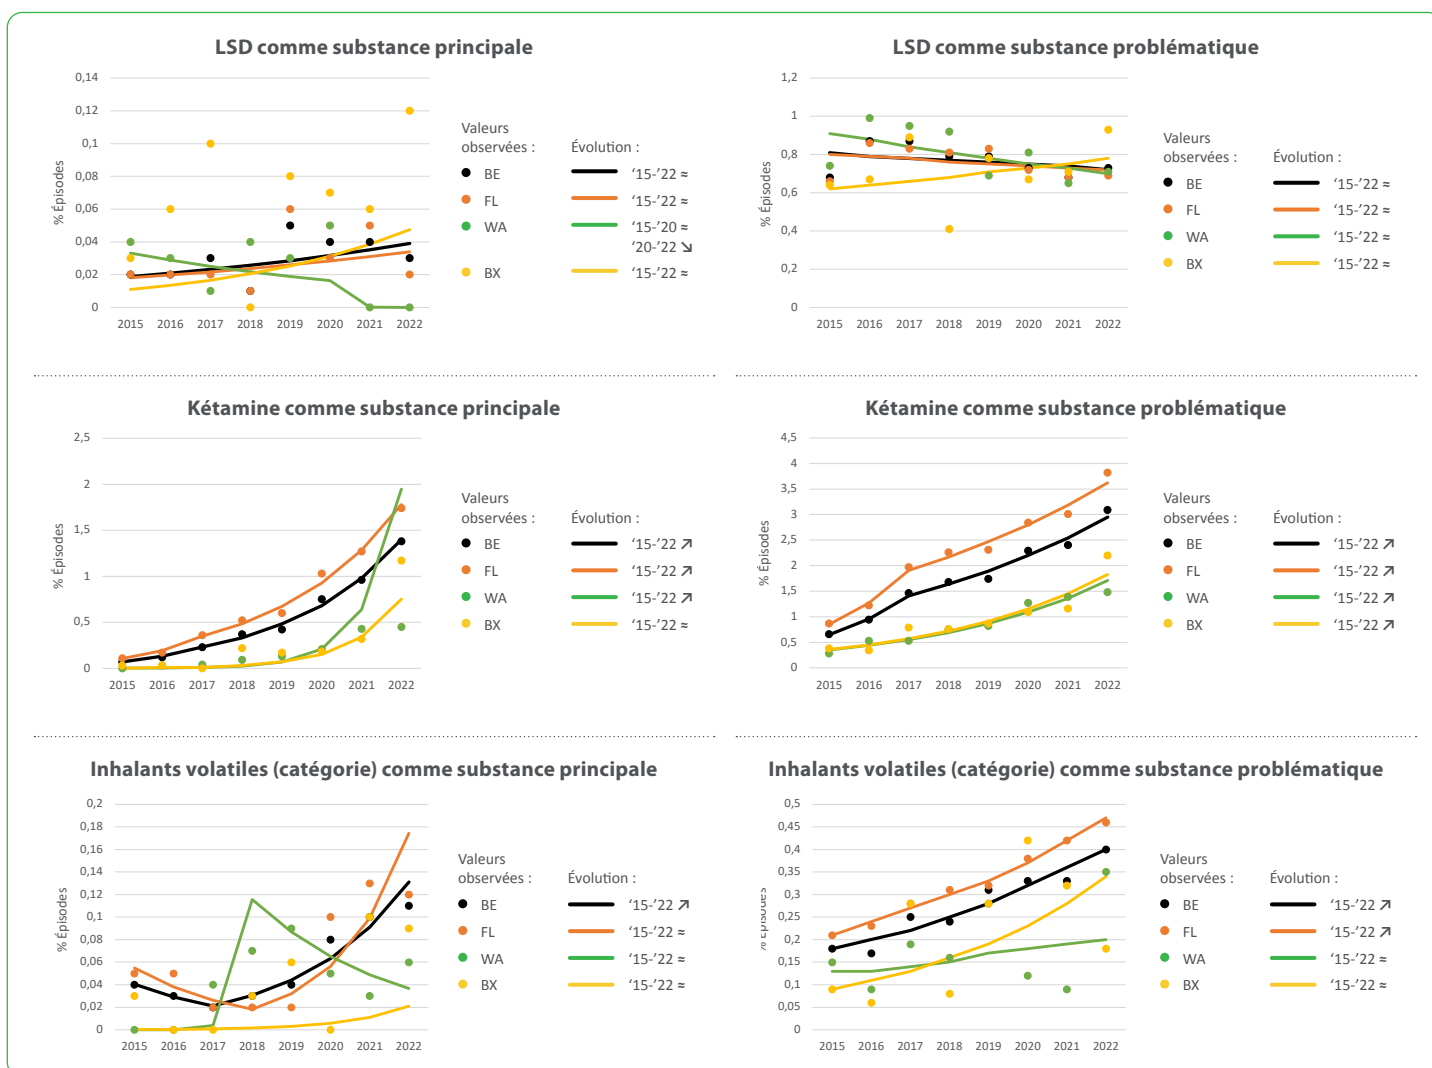 LSD comme substance principale
0,14
0,12
0,1
0,08
0,06
0,04
0,02
0
% Épisodes
2015 2016 2017 2018 2019 2020 2021 2022
Valeurs
observées : Évolution :
BE ‘15-’22 ≈
FL ‘15-’22 ≈
WA ‘15-’20 ≈
‘20-’22 ↘
BX ‘15-’22 ≈
LSD comme substance problématique
1,2
1
0,8
0,6
0,4
0,2
0
% Épisodes
2015 2016 2017 2018 2019 2020 2021 2022
Valeurs
observées : Évolution :
BE ‘15-’22 ≈
FL ‘15-’22 ≈
WA ‘15-’22 ≈
BX ‘15-’22 ≈
Kétamine comme substance principale
2,5
2
1,5
1
0,5
0
% Épisodes
2015 2016 2017 2018 2019 2020 2021 2022
Valeurs
observées : Évolution :
BE ‘15-’22 ↗
FL ‘15-’22 ↗
WA ‘15-’22 ↗
BX ‘15-’22 ≈
Kétamine comme substance problématique
4,5
4
3,5
3
2,5
2
1,5
1
0,5
0
% Épisodes
2015 2016 2017 2018 2019 2020 2021 2022
Valeurs
observées : Évolution :
BE ‘15-’22 ↗
FL ‘15-’22 ↗
WA ‘15-’22 ↗
BX ‘15-’22 ↗
Inhalants volatiles (catégorie) comme substance principale
0,2
0,18
0,16
0,14
0,12
0,1
0,08
0,06
0,04
0,02
0
% Épisodes
2015 2016 2017 2018 2019 2020 2021 2022
Valeurs
observées : Évolution :
BE ‘15-’22 ↗
FL ‘15-’22 ≈
WA ‘15-’22 ≈
BX ‘15-’22 ≈
Inhalants volatiles (catégorie) comme substance problématique
0,5
0,45
0,4
0,35
0,3
0,25
0,2
0,15
0,1
0,05
0
% Épisodes
2015 2016 2017 2018 2019 2020 2021 2022
Valeurs
observées : Évolution :
BE ‘15-’22 ↗
FL ‘15-’22 ↗
WA ‘15-’22 ≈
BX ‘15-’22 ≈